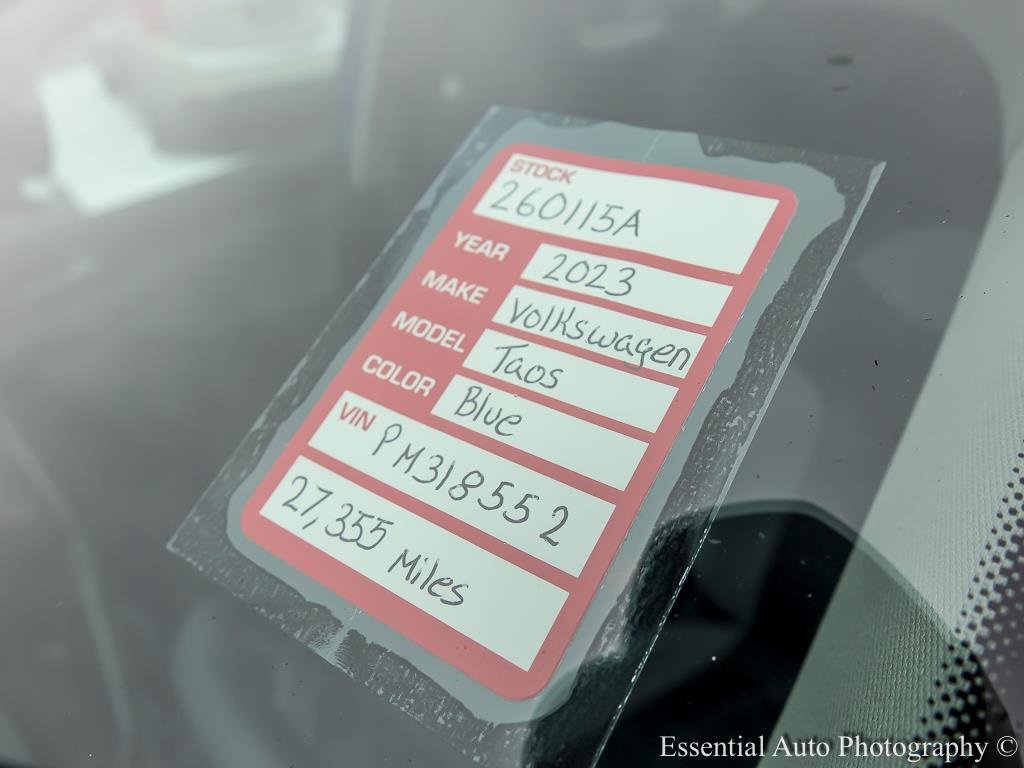 STOCK
260115A
YEAR 2023
MAKE Volkswagen
MODEL Taos
COLOR Blue
VIN PM318552
27,355 Miles
Essential Auto Photography ©